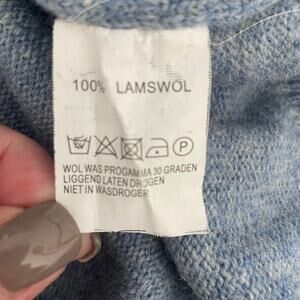 100% LAMSWOL
P
WOL WAS PROGAMMA 30 GRADEN
LIGGEND LATEN DROGEN
NIET IN WASDROGER